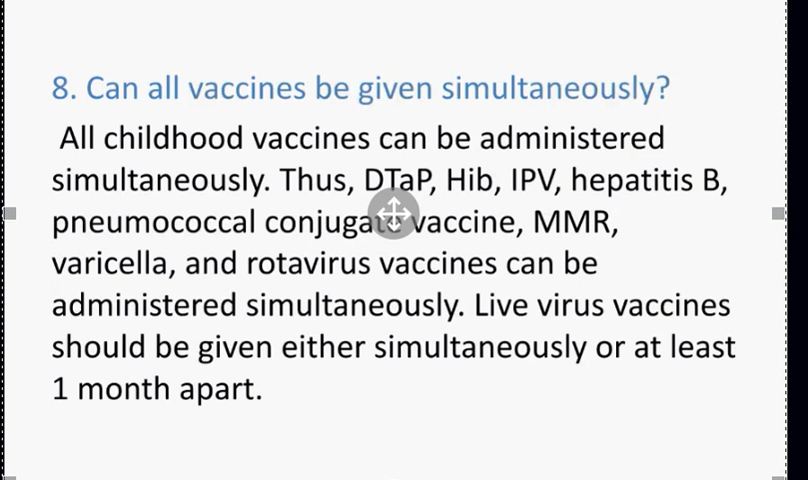 8. Can all vaccines be given simultaneously?
All childhood vaccines can be administered
simultaneously. Thus, DTaP, Hib, IPV, hepatitis B,
pneumococcal conjugate vaccine, MMR,
varicella, and rotavirus vaccines can be
administered simultaneously. Live virus vaccines
should be given either simultaneously or at least
1 month apart.